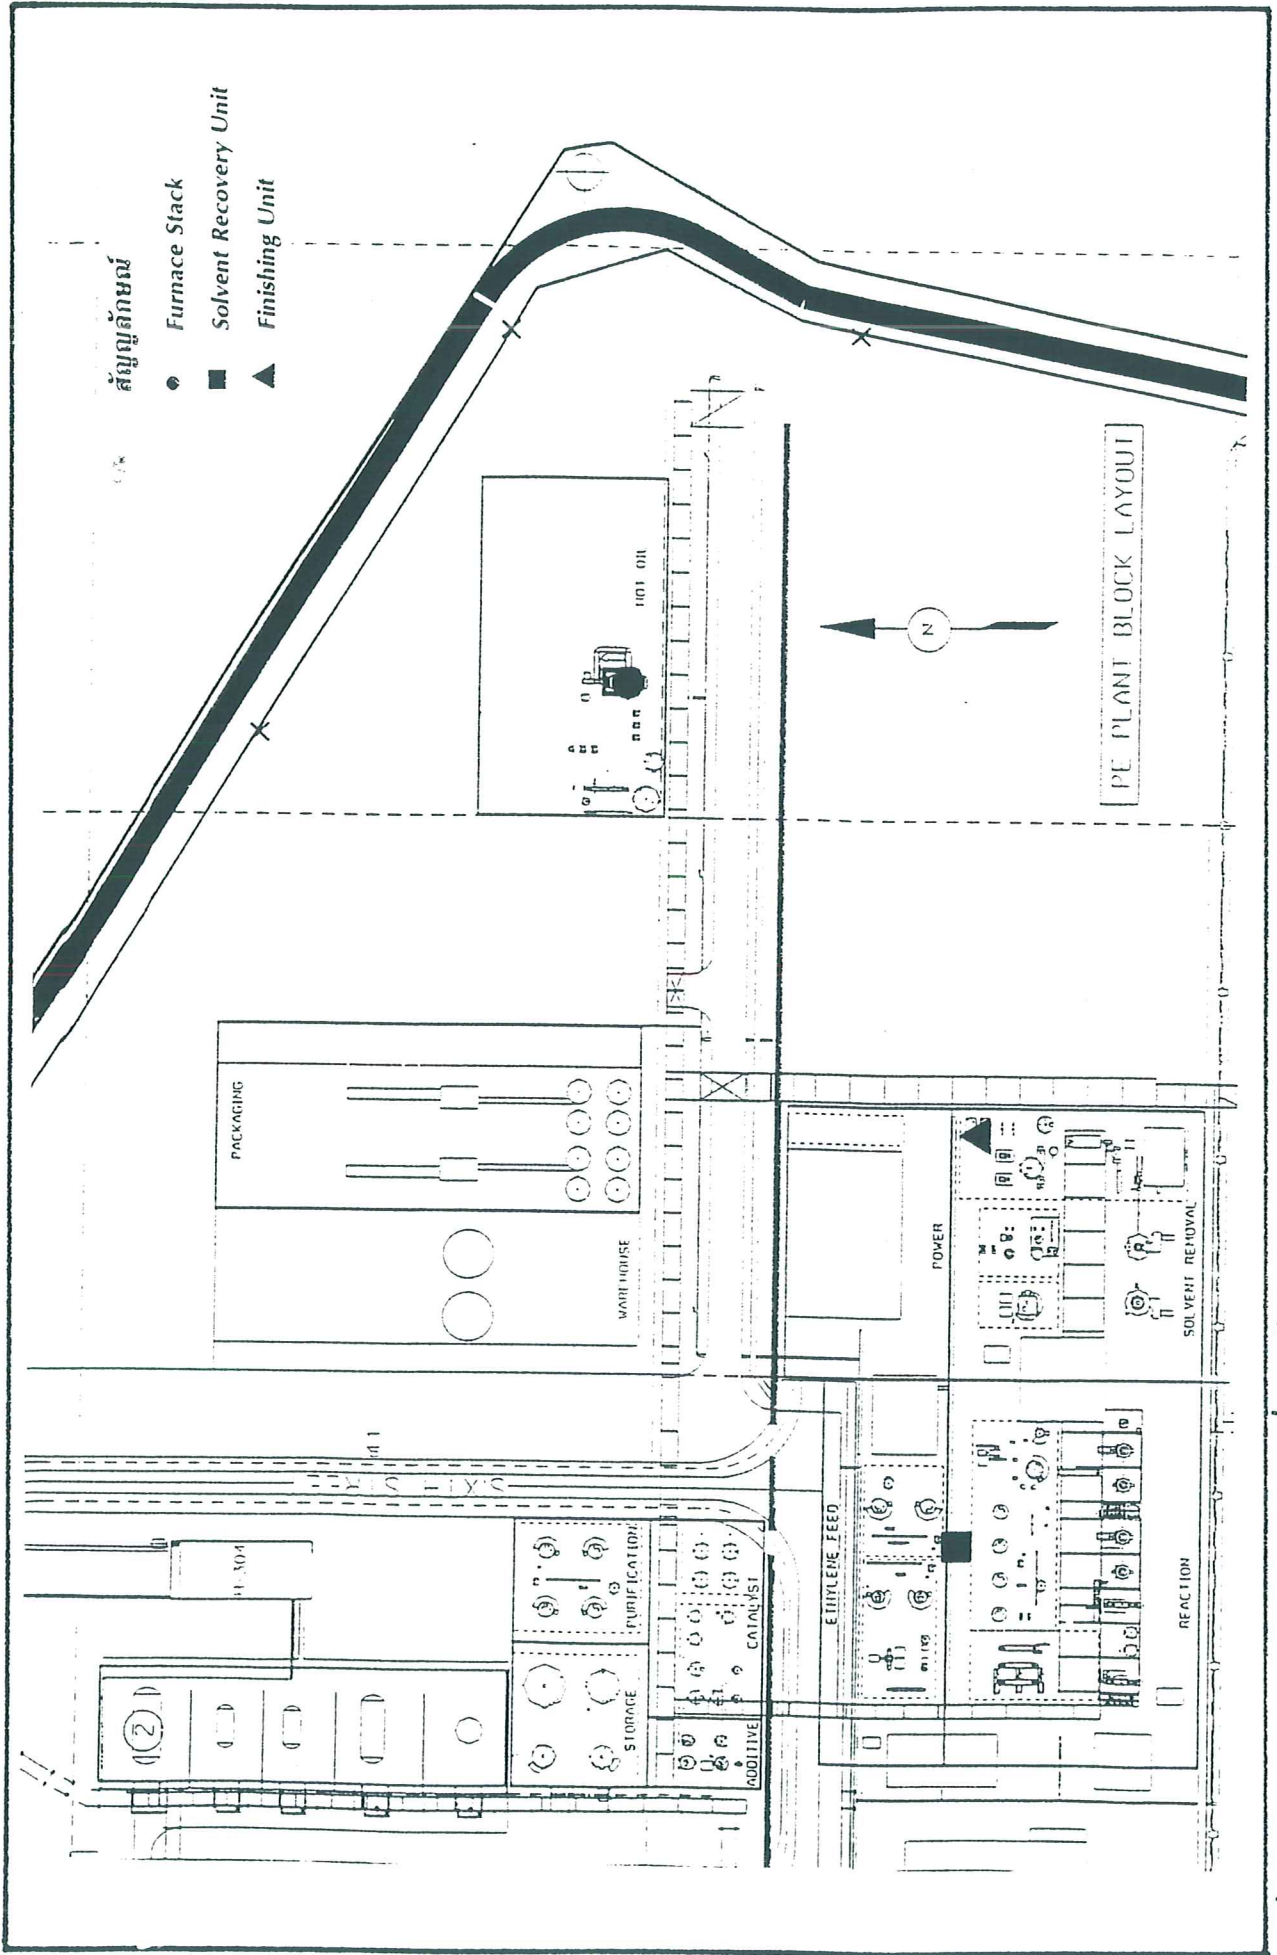 สัญญลักษณ์
Furnace Stack
Solvent Recovery Unit
Finishing Unit
HOT OIL
N
PE PLANT BLOCK LAYOUT
PACKAGING
WAREHOUSE
POWER
SOLVENT REMOVAL
PURIFICATION
STORAGE
CATALYST
ADDITIVE
ETHYLENE FEED
REACTION
2